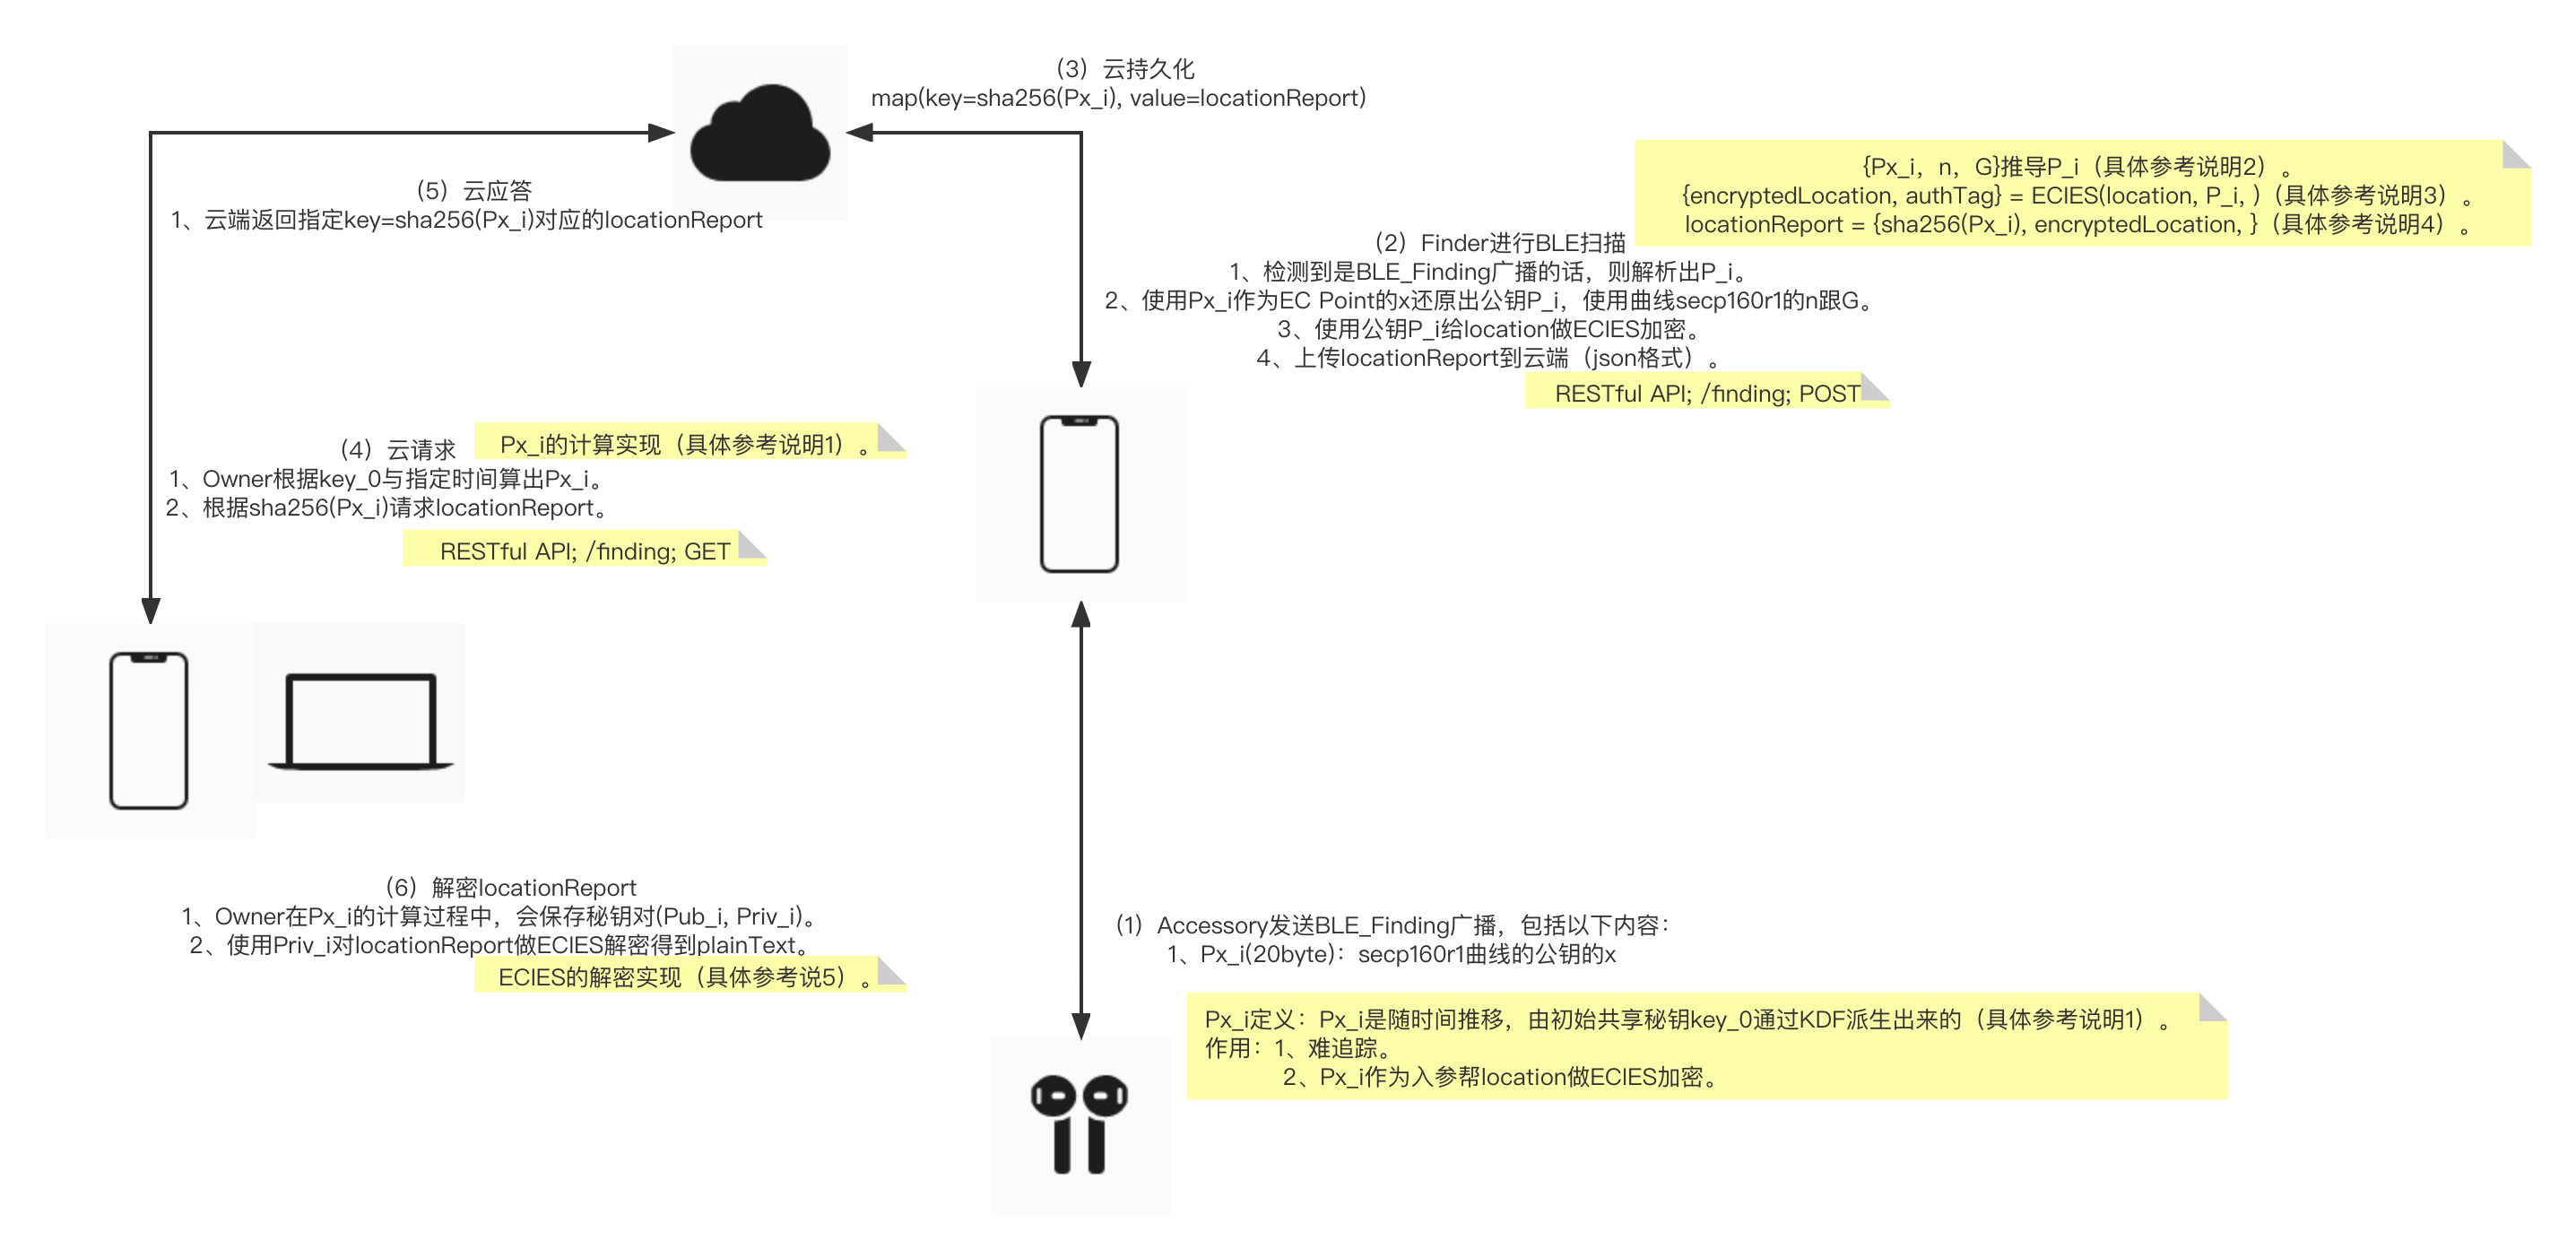 （3）云持久化
map(key=sha256(Px_i), value=locationReport)
（5）云应答
1、云端返回指定key=sha256(Px_i)对应的locationReport
{Px_i，n，G}推导P_i（具体参考说明2）。
{encryptedLocation, authTag} = ECIES(location, P_i, )（具体参考说明3）。
locationReport = {sha256(Px_i), encryptedLocation, }（具体参考说明4）。
（2）Finder进行BLE扫描
1、检测到是BLE_Finding广播的话，则解析出P_i。
2、使用Px_i作为EC Point的x还原出公钥P_i，使用曲线secp160r1的n跟G。
3、使用公钥P_i给location做ECIES加密。
4、上传locationReport到云端（json格式）。
RESTful API; /finding; POST
（4）云请求
Px_i的计算实现（具体参考说明1）。
1、Owner根据key_0与指定时间算出Px_i。
2、根据sha256(Px_i)请求locationReport。
RESTful API; /finding; GET
（6）解密locationReport
1、Owner在Px_i的计算过程中，会保存秘钥对(Pub_i, Priv_i)。
2、使用Priv_i对locationReport做ECIES解密得到plainText。
ECIES的解密实现（具体参考说5）。
（1）Accessory发送BLE_Finding广播，包括以下内容：
1、Px_i(20byte)：secp160r1曲线的公钥的x
Px_i定义：Px_i是随时间推移，由初始共享秘钥key_0通过KDF派生出来的（具体参考说明1）。
作用：1、难追踪。
2、Px_i作为入参帮location做ECIES加密。